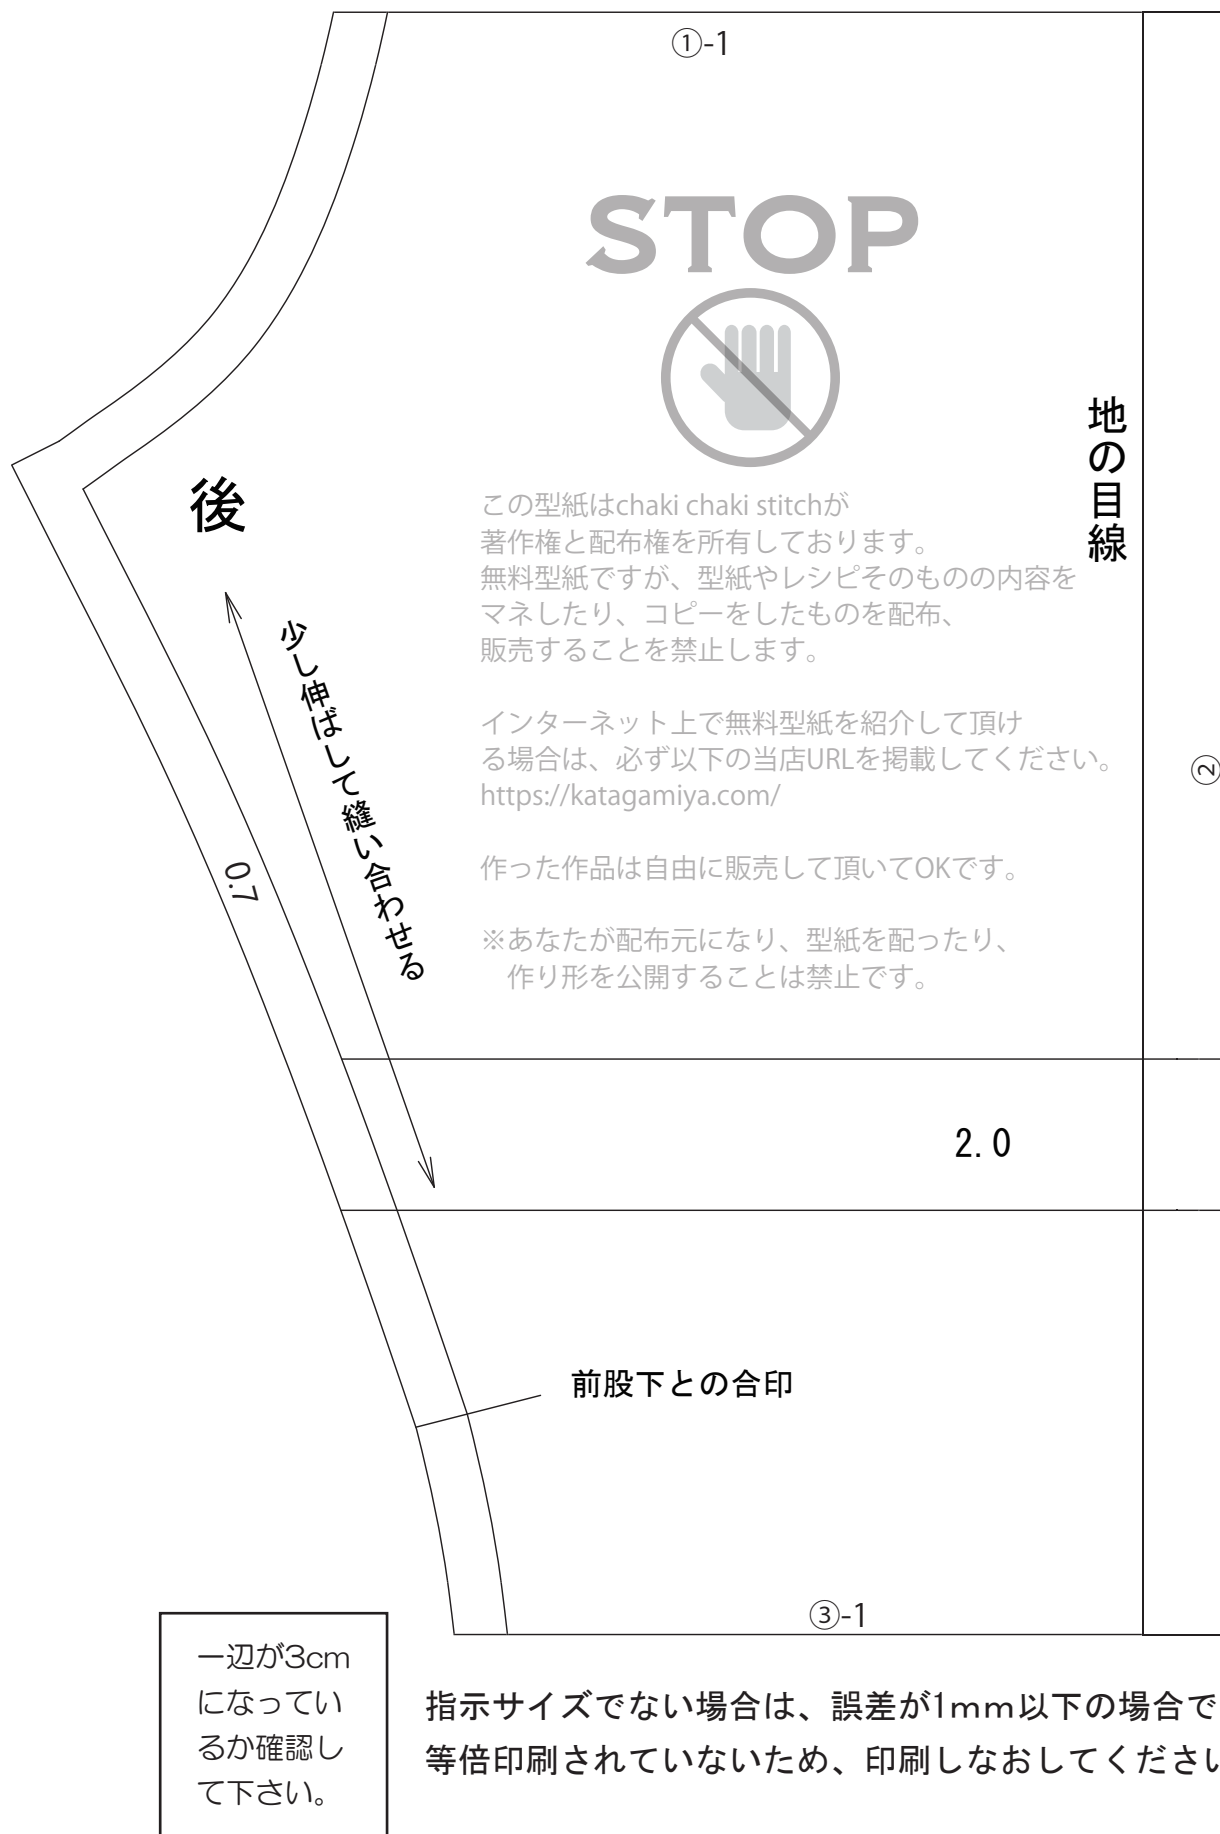 ①-1
STOP
地の目線
後
この型紙はchaki chaki stitchが
著作権と配布権を所有しております。
無料型紙ですが、型紙やレシピそのものの内容を
マネしたり、コピーをしたものを配布、
販売することを禁止します。
インターネット上で無料型紙を紹介して頂け
る場合は、必ず以下の当店URLを掲載してください。
https://katagamiya.com/
作った作品は自由に販売して頂いてOKです。
※あなたが配布元になり、型紙を配ったり、
作り形を公開することは禁止です。
少し伸ばして縫い合わせる
②
0.7
2.0
前股下との合印
③-1
一辺が3cm
になってい
るか確認し
て下さい。
指示サイズでない場合は、誤差が1mm以下の場合で
等倍印刷されていないため、印刷しなおしてください